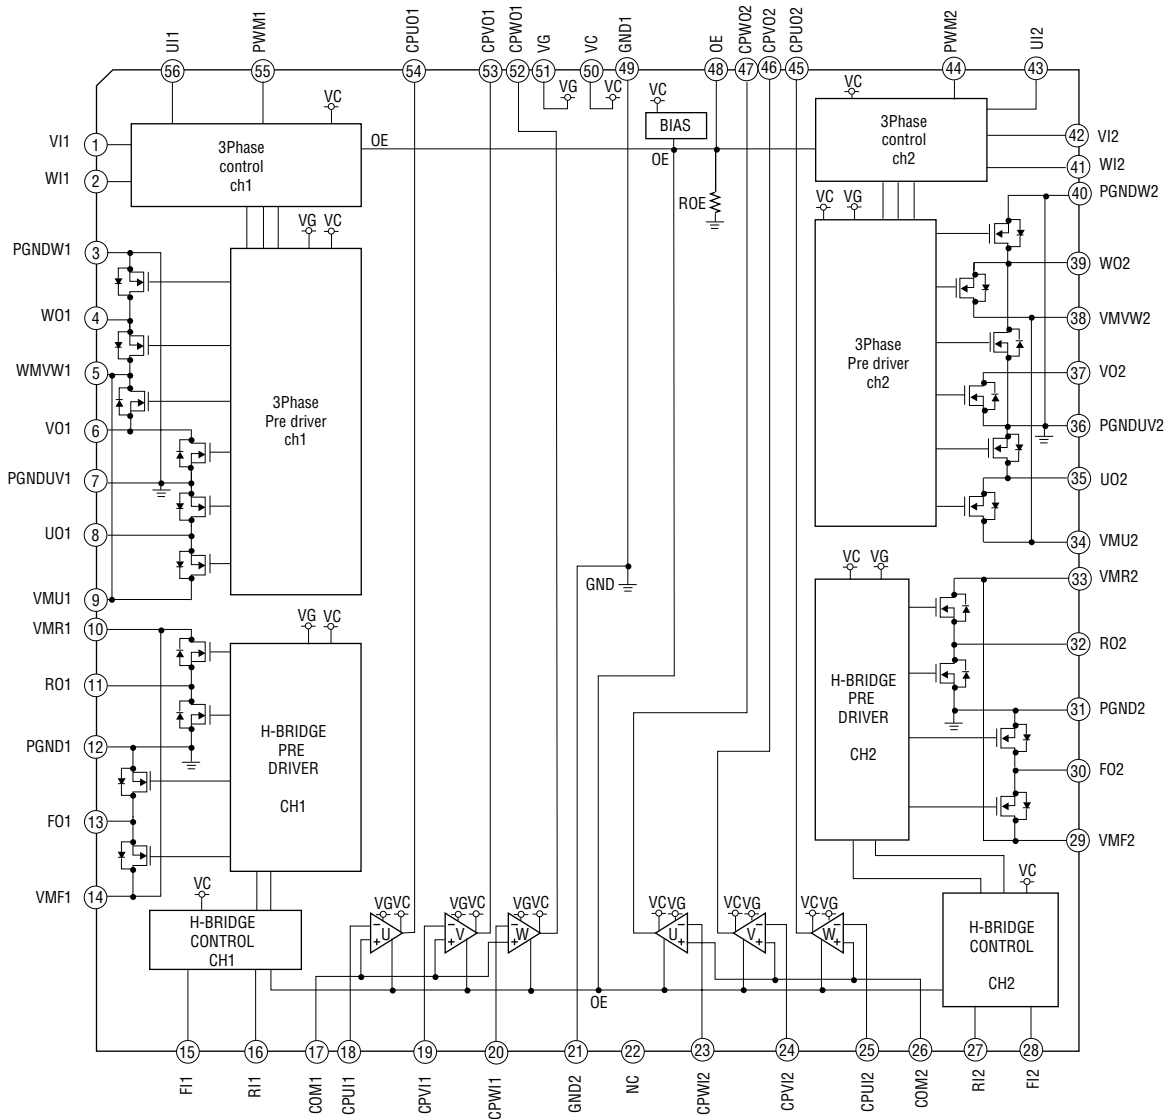 UI1
PWM1
CPUO1
CPVO1
CPWO1
VG
VC
GND1
OE
CPWO2
CPVO2
CPUO2
PWM2
UI2
56
55
54
53
52
51
50
49
48
47
46
45
44
43
VG
VC
VC
VC
VC
VI1
1
3Phase
control
ch1
OE
BIAS
OE
3Phase
control
ch2
42
VI2
WI1
2
41
WI2
ROE
40
PGNDW2
VG
VC
VC
VG
PGNDW1
3
39
WO2
WO1
4
38
VMVW2
WMVW1
5
3Phase
Pre driver
ch1
3Phase
Pre driver
ch2
37
VO2
VO1
6
36
PGNDUV2
PGNDUV1
7
35
UO2
UO1
8
34
VMU2
VMU1
9
GND
VC
VG
33
VMR2
VMR1
10
VG
VC
32
RO2
RO1
11
H-BRIDGE
PRE
DRIVER
CH2
31
PGND2
PGND1
12
H-BRIDGE
PRE
DRIVER
CH1
30
FO2
FO1
13
29
VMF2
VMF1
14
VC
VC
H-BRIDGE
CONTROL
CH1
VG
VC
U
VG
VC
V
VG
VC
W
VC
VG
U
VC
VG
V
VC
VG
W
H-BRIDGE
CONTROL
CH2
OE
15
16
17
18
19
20
21
22
23
24
25
26
27
28
FI1
RI1
COM1
CPUI1
CPVI1
CPWI1
GND2
NC
CPWI2
CPVI2
CPUI2
COM2
RI2
FI2